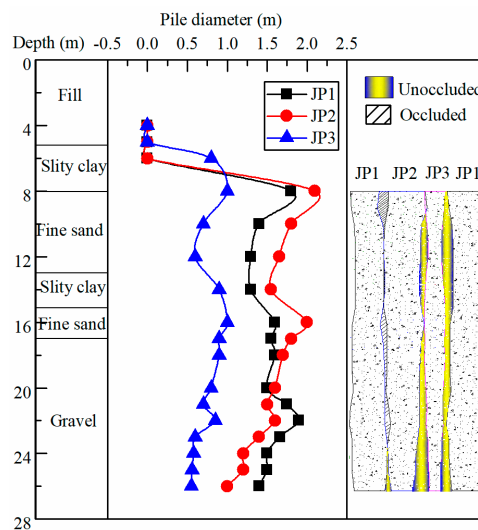 Pile diameter (m)
Depth (m) -0.5 0.0 0.5 1.0 1.5 2.0 2.5
0
4
8
12
16
20
24
28
Fill
Slity clay
Fine sand
Slity clay
Fine sand
Gravel
JP1
JP2
JP3
Unoccluded
Occluded
JP1 JP2 JP3 JP1